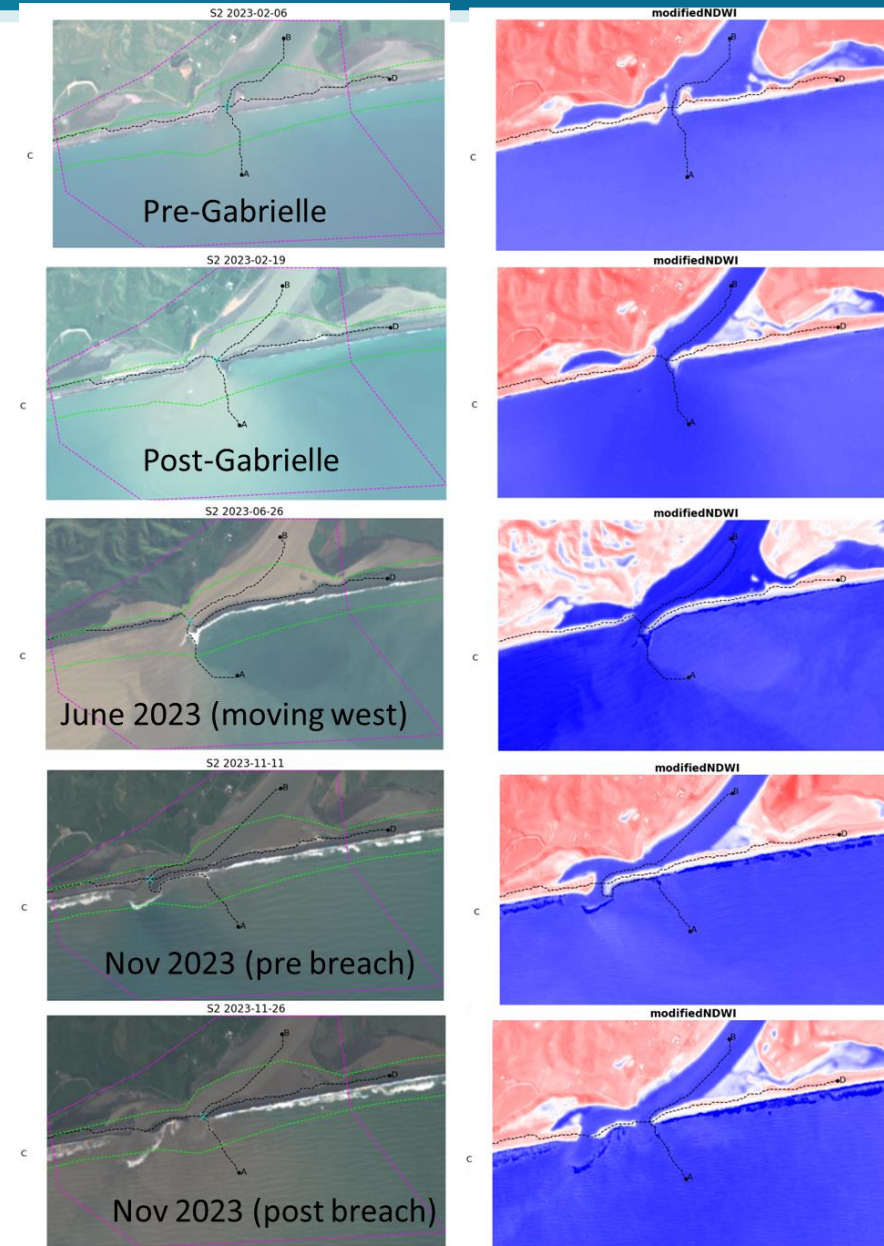 S2 2023-02-06
modifiedNDWI
B
B
D
D
C
C
A
A
Pre-Gabrielle
S2 2023-02-19
modifiedNDWI
B
B
D
D
C
C
A
A
Post-Gabrielle
S2 2023-06-26
modifiedNDWI
B
B
D
D
C
C
A
A
June 2023 (moving west)
S2 2023-11-11
modifiedNDWI
B
B
D
D
C
C
A
A
Nov 2023 (pre breach)
S2 2023-11-26
modifiedNDWI
B
B
D
D
C
C
A
A
Nov 2023 (post breach)